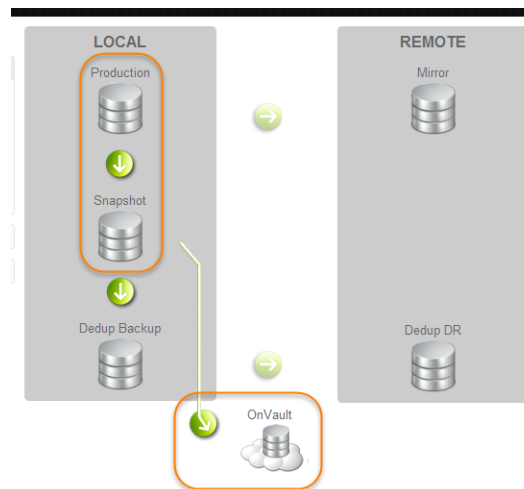 LOCAL
REMOTE
Production
Mirror
Snapshot
Dedup Backup
Dedup DR
OnVault